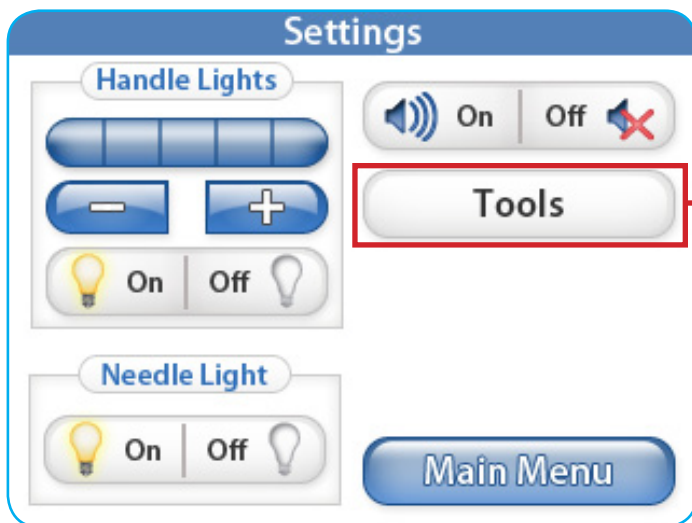 Settings
Handle Lights
On Off
Tools
− +
On Off
Needle Light
On Off
Main Menu